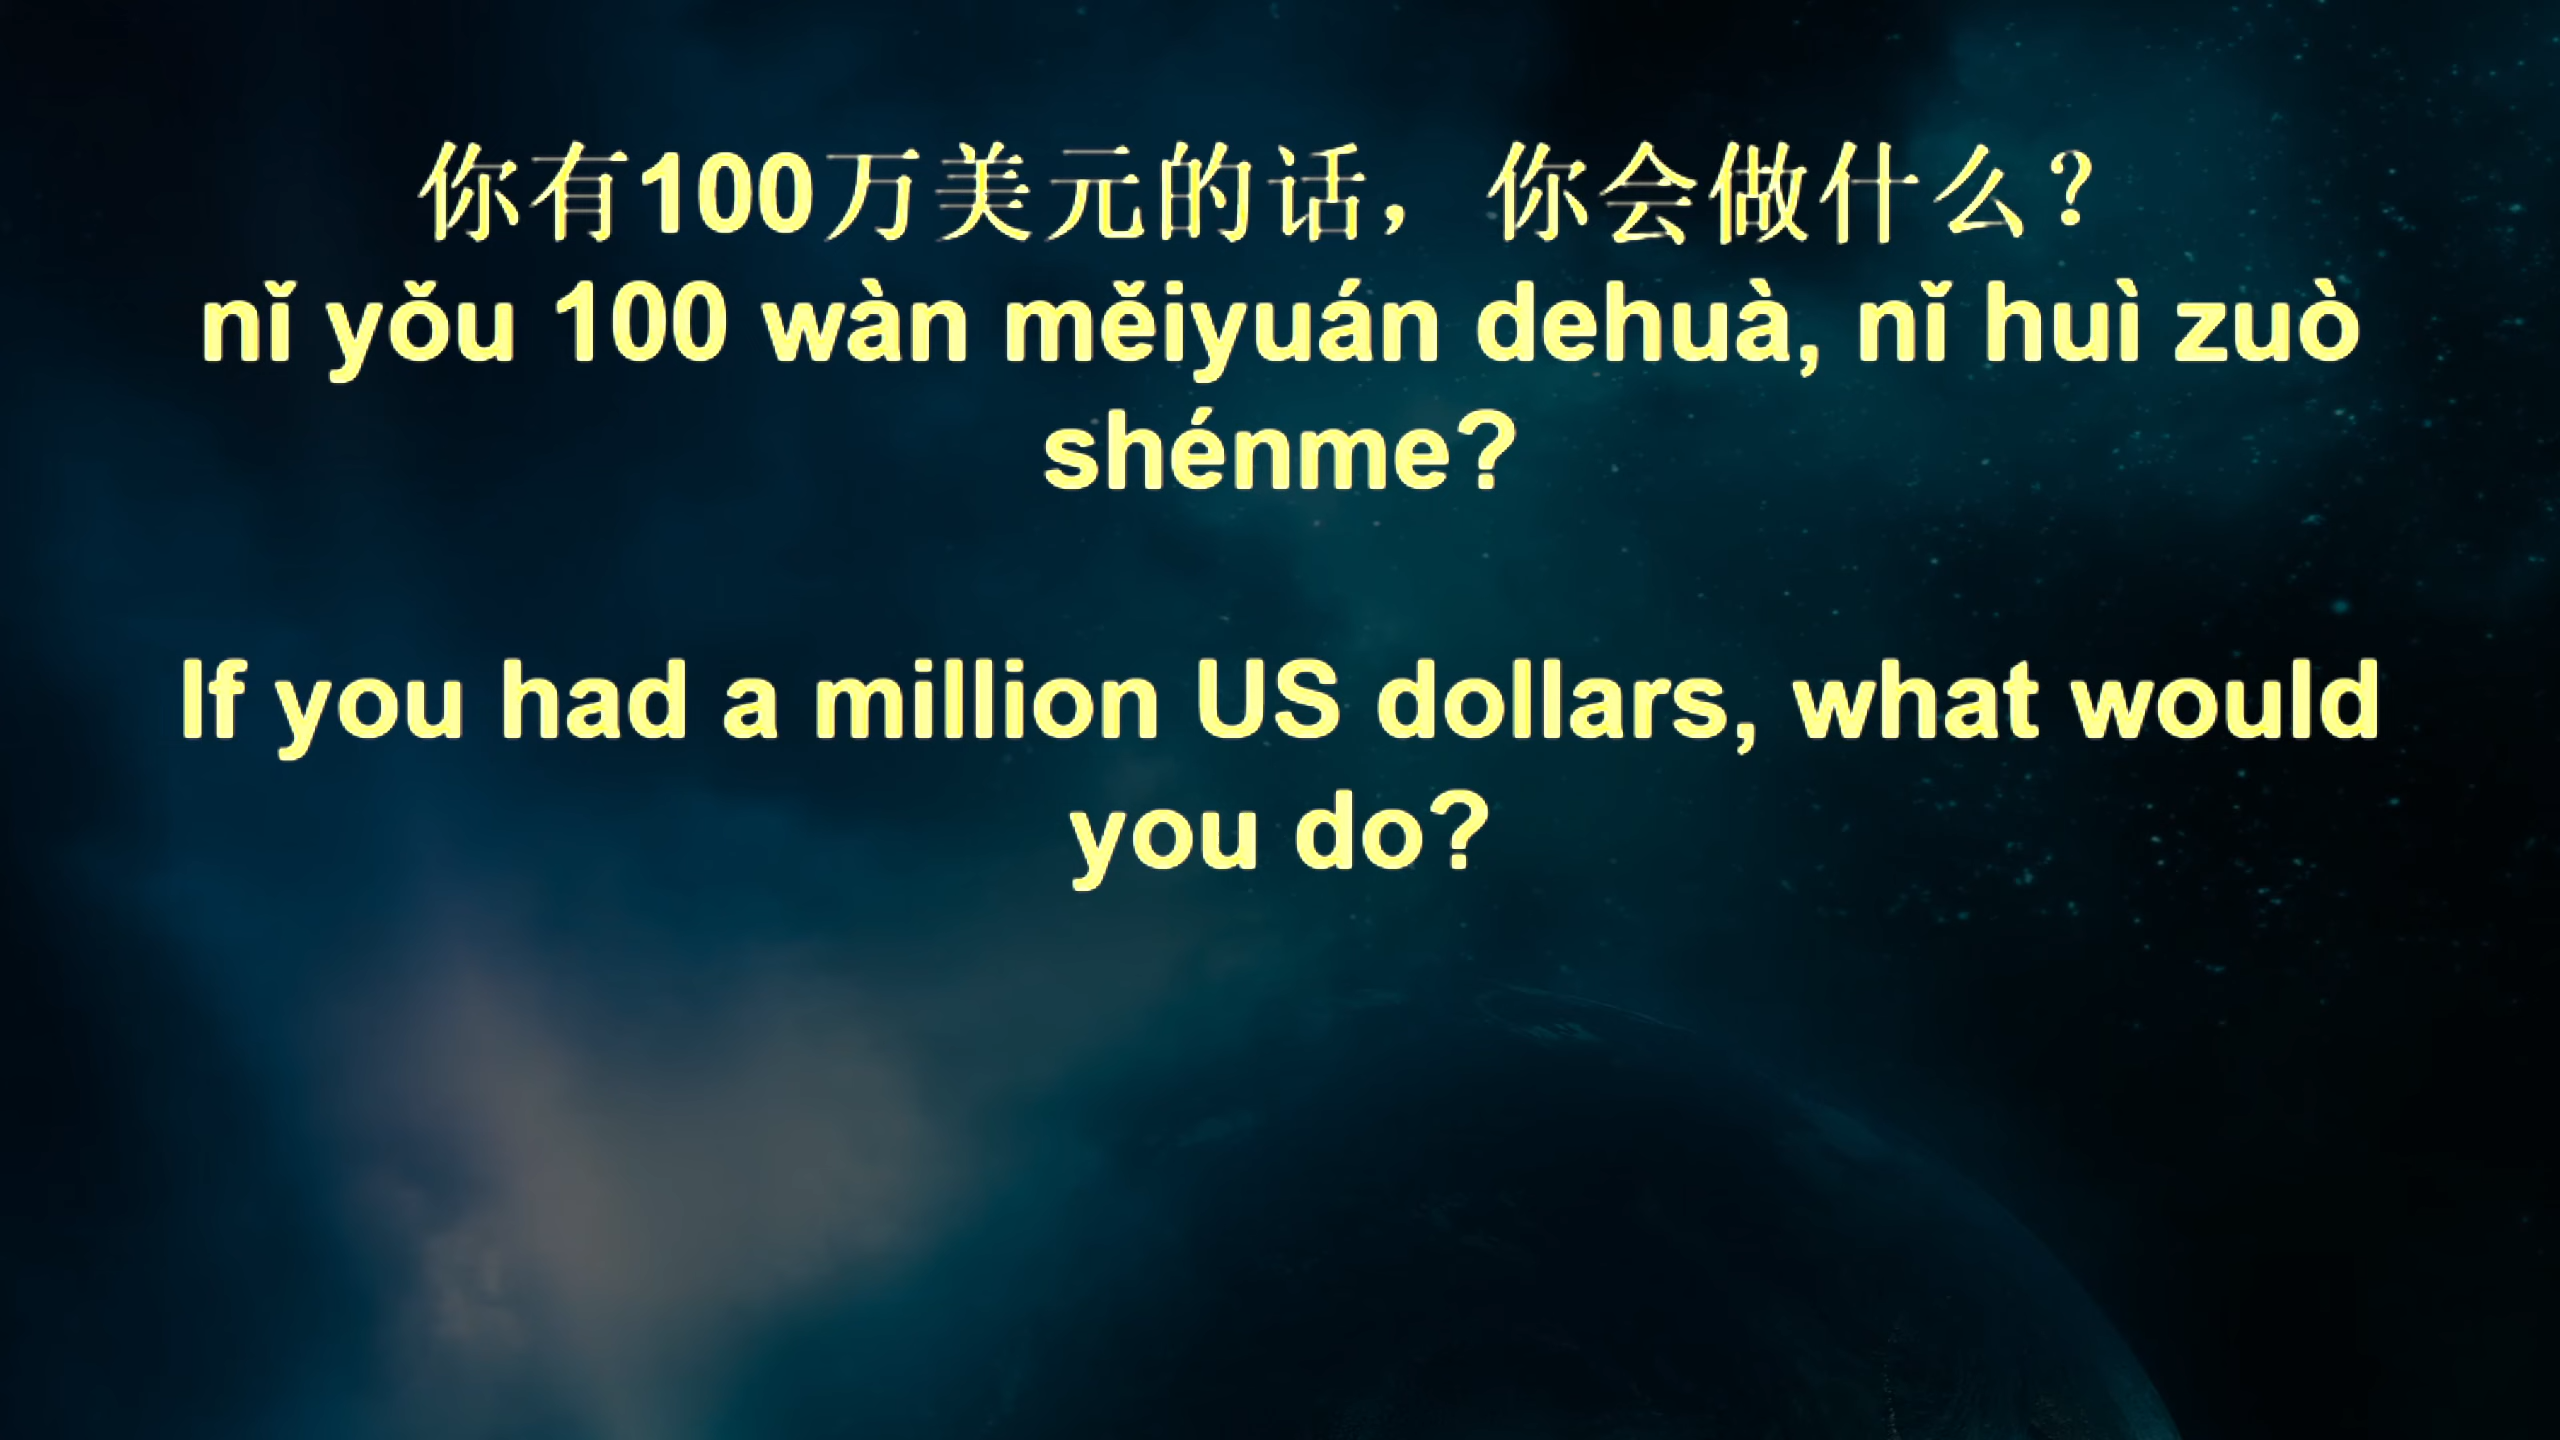 你有100万美元的话，你会做什么？
nǐ yǒu 100 wàn měiyuán dehuà, nǐ huì zuò
shénme?
If you had a million US dollars, what would
you do?